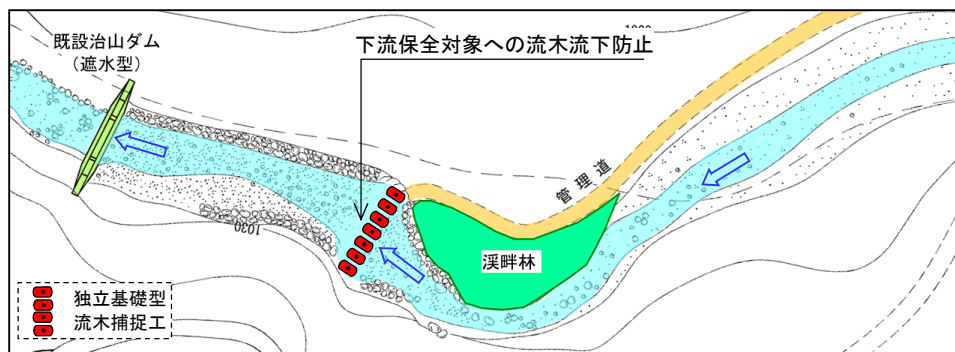 既設治山ダム
（遮水型）
下流保全対象への流木流下防止
管理道
渓畔林
1030
独立基礎型
流木捕捉工